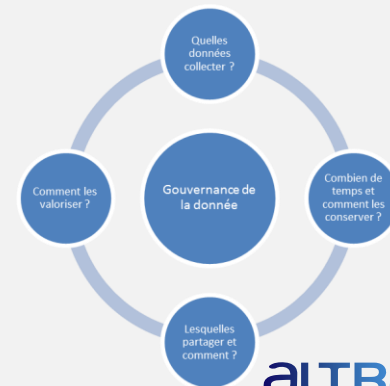 Quelles
données
collecter ?
Gouvernance de
la donnée
Combien de
temps et
comment les
conserver ?
Comment les
valoriser ?
Lesquelles
partager et
comment ?